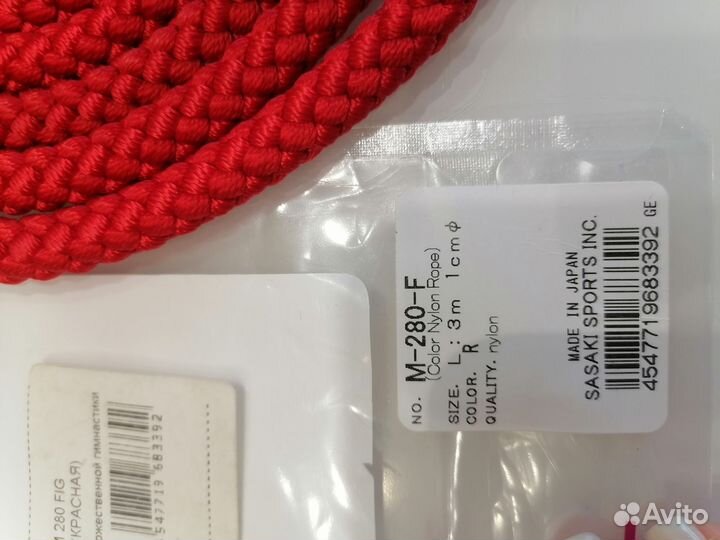 NO. M-280-F
(Color Nylon Rope)
SIZE. L : 3m 1cmφ
COLOR. R
QUALITY. nylon
MADE IN JAPAN
SASAKI SPORTS INC.
4547719683392 GE
M 280 FIG
КРАСНАЯ)
ожественной гимнастики
547719 683392
Avito